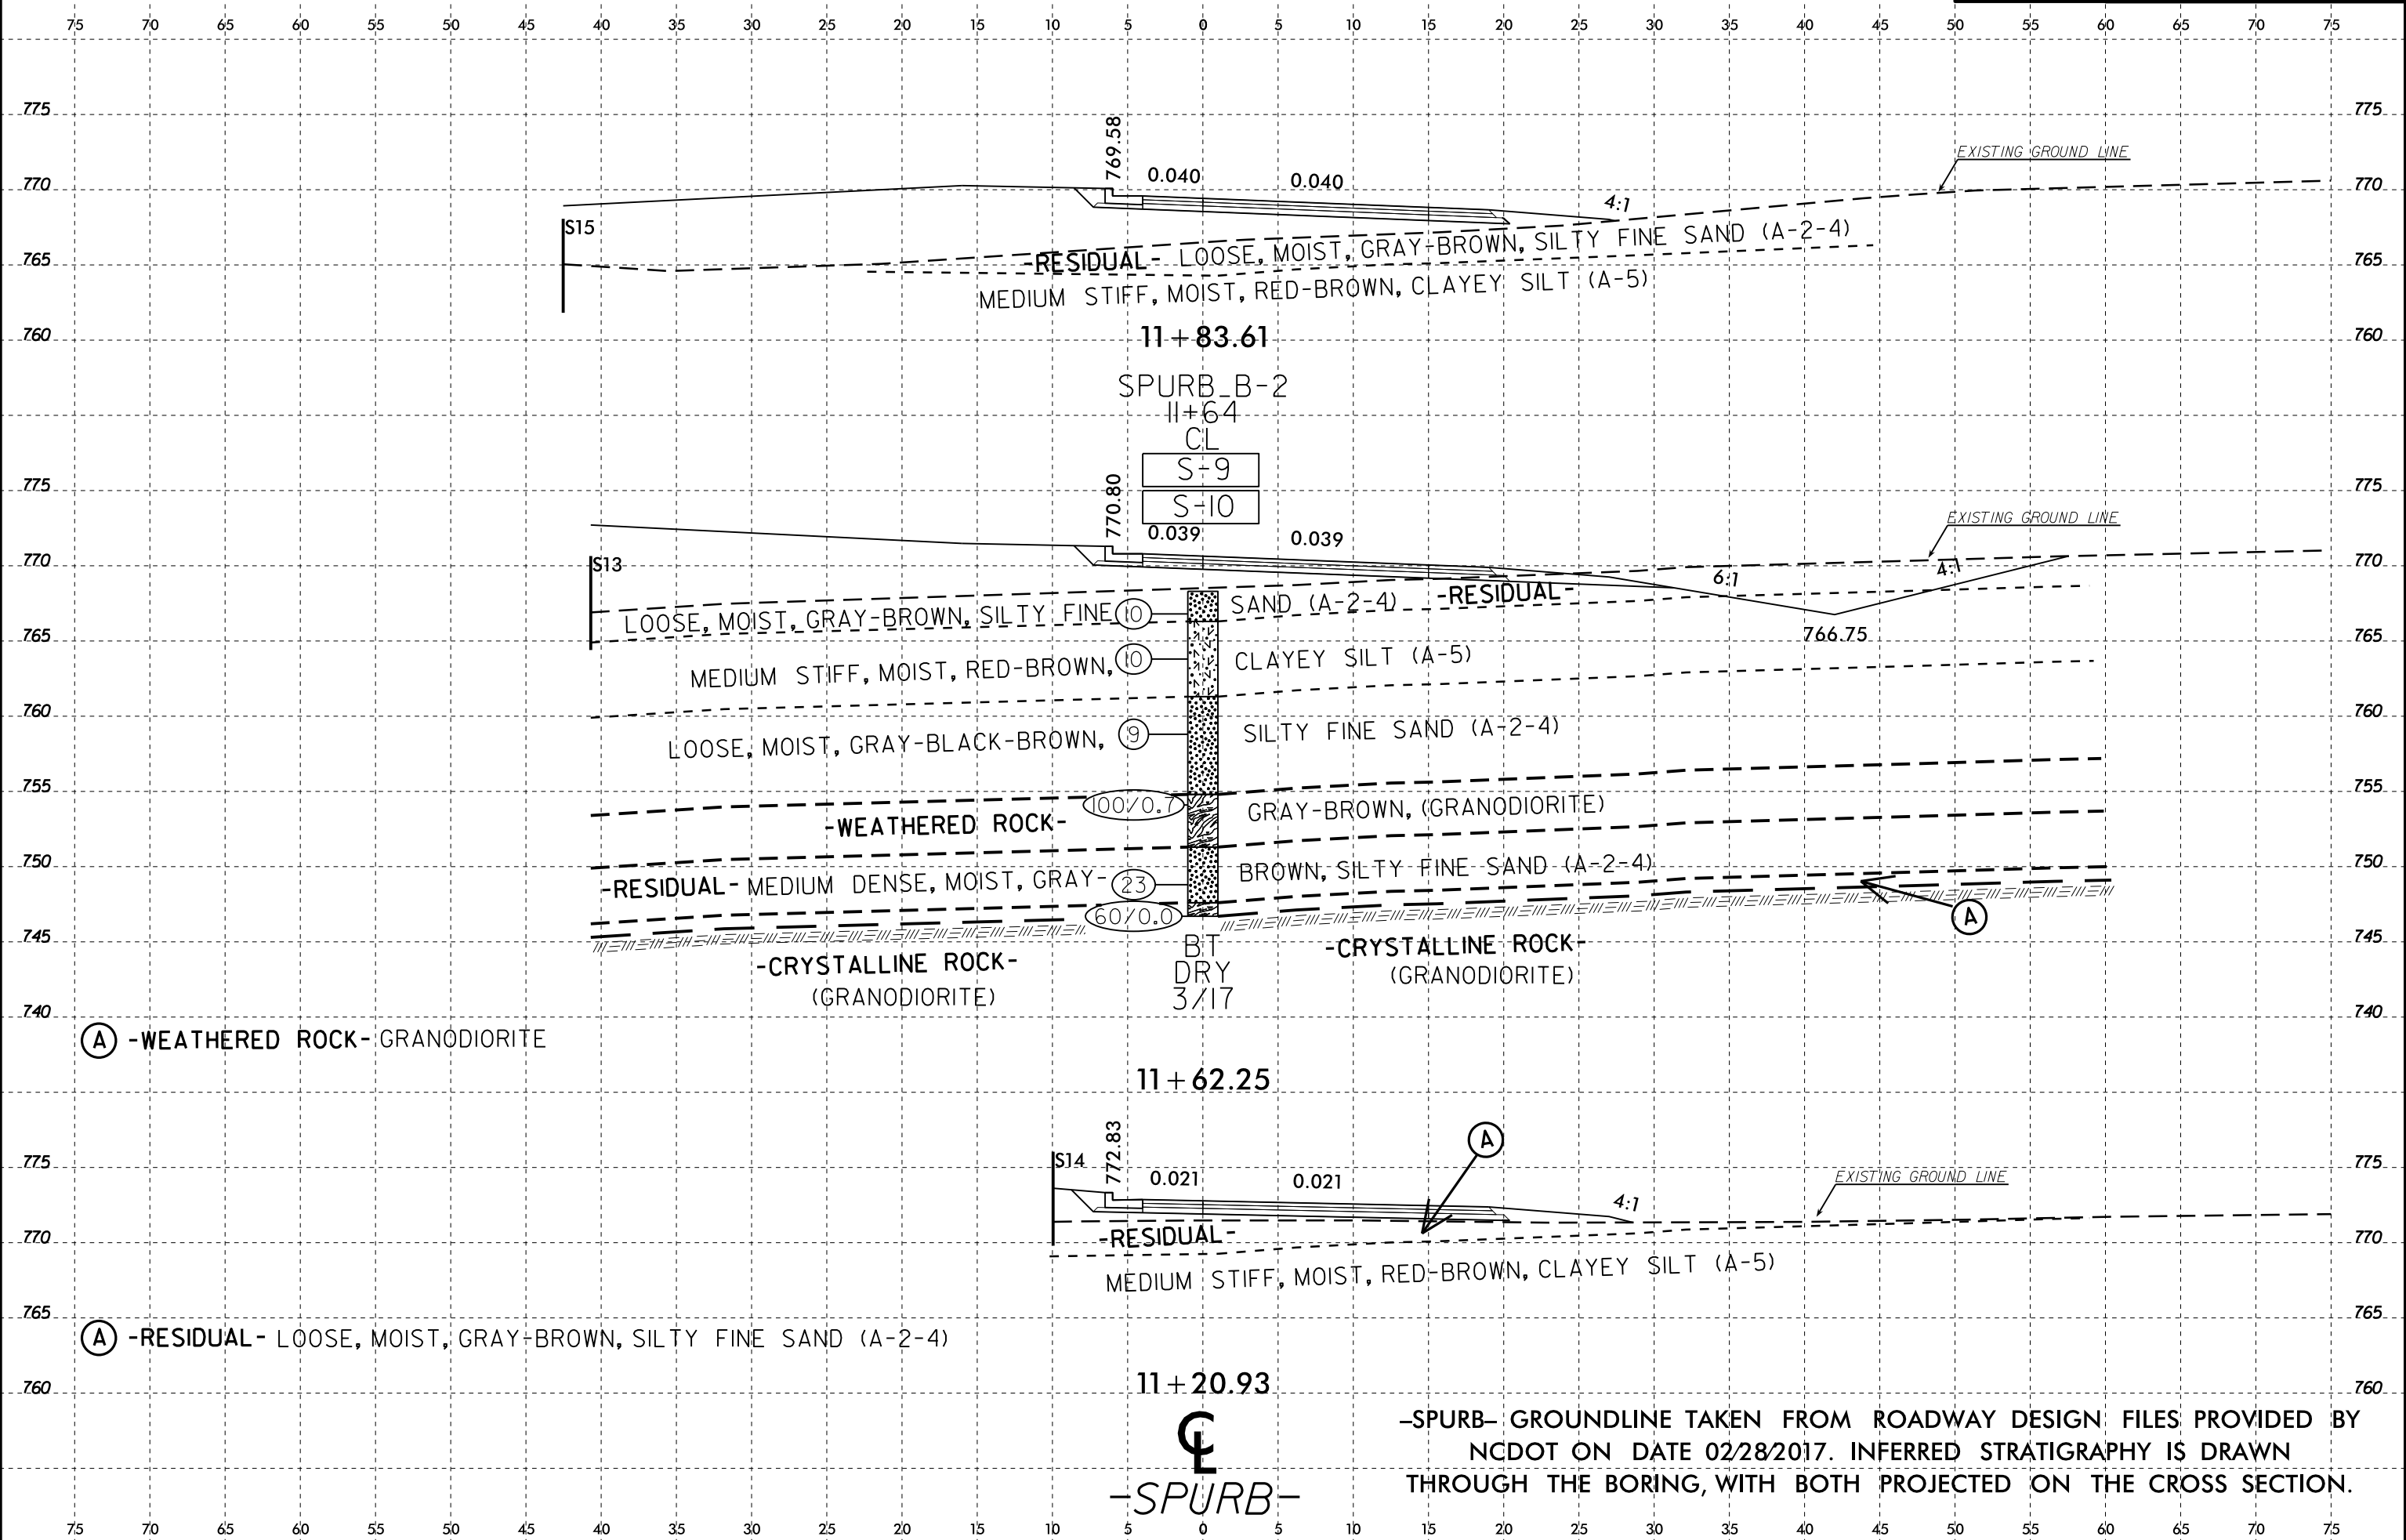 75 70 65 60 55 50 45 40 35 30 25 20 15 10 5 0 5 10 15 20 25 30 35 40 45 50 55 60 65 70 75
775 775
769.58
EXISTING GROUND LINE
0.040 0.040
770 770
4:1
S15
-RESIDUAL- LOOSE, MOIST, GRAY-BROWN, SILTY FINE SAND (A-2-4)
765 765
MEDIUM STIFF, MOIST, RED-BROWN, CLAYEY SILT (A-5)
760 760
11+83.61
SPURB_B-2
11+64
CL
S-9
775 775
770.80
S-10
EXISTING GROUND LINE
0.039 0.039
770 770
S13
6:1 4:1
LOOSE, MOIST, GRAY-BROWN, SILTY FINE 10 SAND (A-2-4) -RESIDUAL-
766.75
765 765
MEDIUM STIFF, MOIST, RED-BROWN, 10 CLAYEY SILT (A-5)
760 760
LOOSE, MOIST, GRAY-BLACK-BROWN, 9 SILTY FINE SAND (A-2-4)
755 755
100/0.7 GRAY-BROWN, (GRANODIORITE)
-WEATHERED ROCK-
750 750
-RESIDUAL- MEDIUM DENSE, MOIST, GRAY- 23 BROWN, SILTY FINE SAND (A-2-4)
60/0.0
A
745 745
BT
-CRYSTALLINE ROCK- -CRYSTALLINE ROCK-
DRY
(GRANODIORITE) (GRANODIORITE)
3/17
740 740
A -WEATHERED ROCK- GRANODIORITE
11+62.25
A
775 775
S14
772.83
0.021 0.021
EXISTING GROUND LINE
4:1
770 770
-RESIDUAL-
MEDIUM STIFF, MOIST, RED-BROWN, CLAYEY SILT (A-5)
765 765
A -RESIDUAL- LOOSE, MOIST, GRAY-BROWN, SILTY FINE SAND (A-2-4)
760 760
11+20.93
CL
-SPURB-
–SPURB– GROUNDLINE TAKEN FROM ROADWAY DESIGN FILES PROVIDED BY
NCDOT ON DATE 02/28/2017. INFERRED STRATIGRAPHY IS DRAWN
THROUGH THE BORING, WITH BOTH PROJECTED ON THE CROSS SECTION.
75 70 65 60 55 50 45 40 35 30 25 20 15 10 5 0 5 10 15 20 25 30 35 40 45 50 55 60 65 70 75